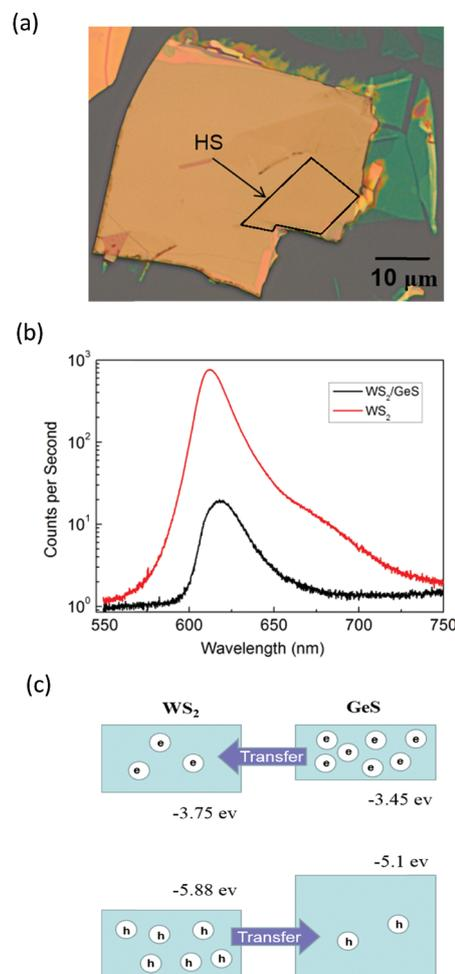 (a)
HS
10 μm
(b)
10³
10²
10¹
10⁰
Counts per Second
WS₂/GeS
WS₂
550 600 650 700 750
Wavelength (nm)
(c)
WS₂ GeS
e e e e e
Transfer
e e e e e
-3.75 ev -3.45 ev
-5.88 ev -5.1 ev
h h h h
Transfer
h h h h